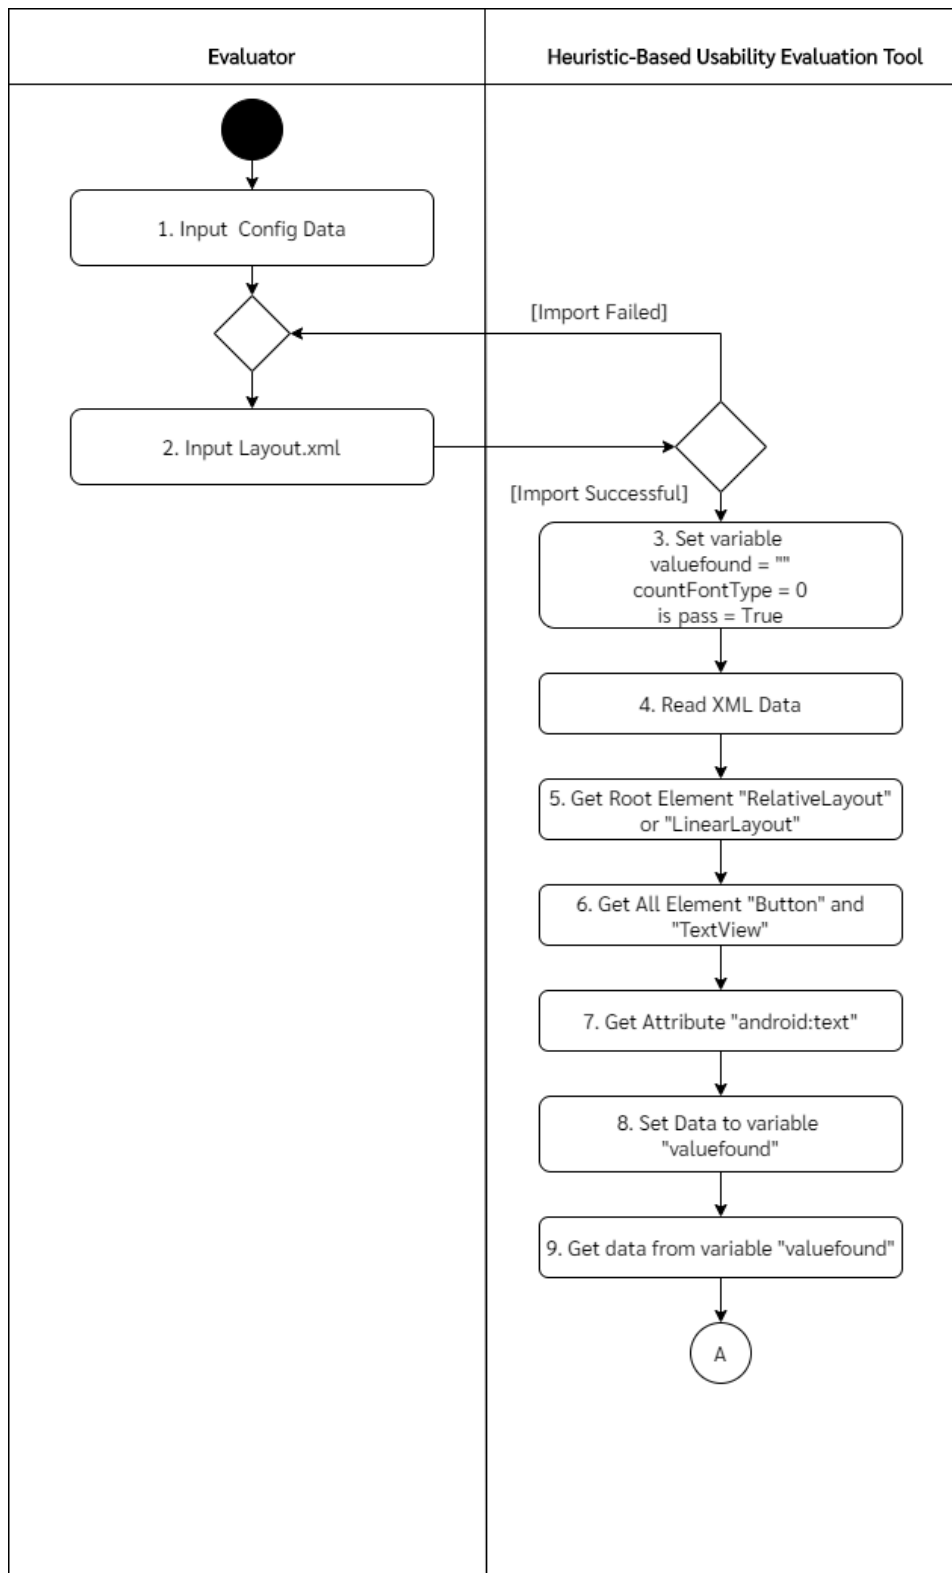 Evaluator
Heuristic-Based Usability Evaluation Tool
1. Input  Config Data
[Import Failed]
2. Input Layout.xml
[Import Successful]
3. Set variable
valuefound = ""
countFontType = 0
is pass = True
4. Read XML Data
5. Get Root Element "RelativeLayout"
or "LinearLayout"
6. Get All Element "Button" and
"TextView"
7. Get Attribute "android:text"
8. Set Data to variable
"valuefound"
9. Get data from variable "valuefound"
A